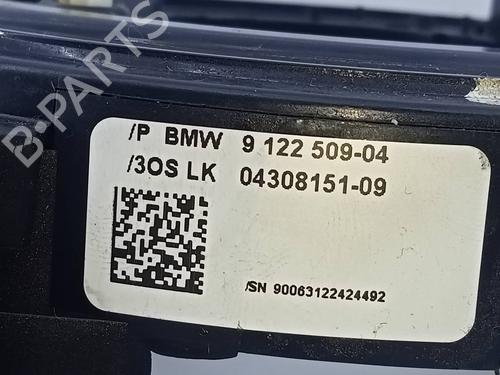 B-PARTS
/P BMW 9 122 509-04
/3OS LK 04308151-09
/SN 90063122424492